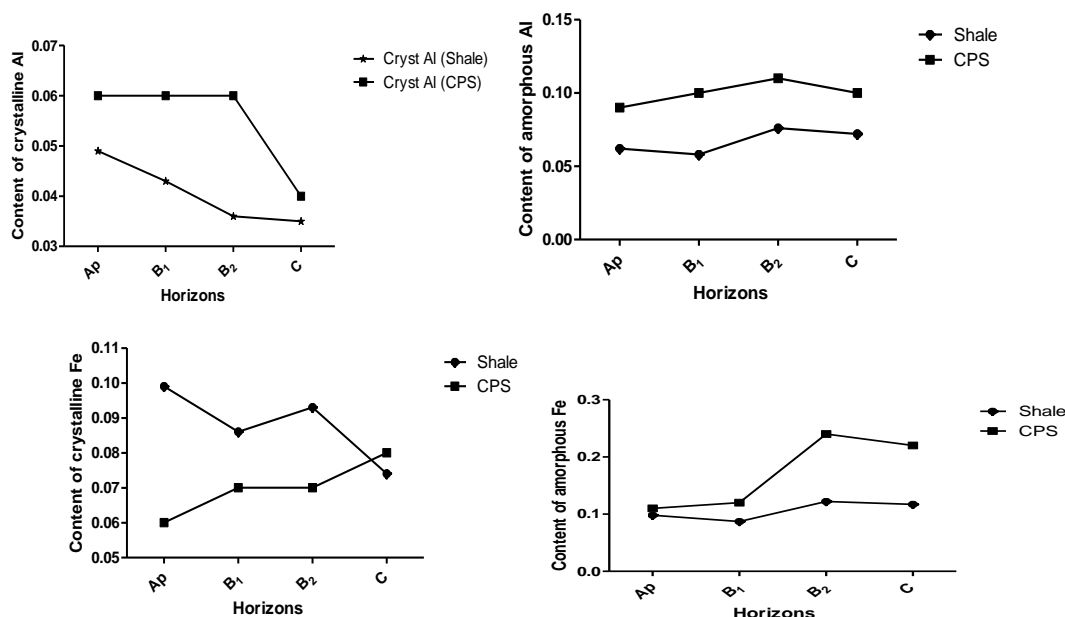 Content of crystalline Al
0.07
0.06
0.05
0.04
0.03
Ap
B₁
B₂
C
Horizons
Cryst Al (Shale)
Cryst Al (CPS)
Content of amorphous Al
0.15
0.10
0.05
0.00
Ap
B₁
B₂
C
Horizons
Shale
CPS
Content of crystalline Fe
0.11
0.10
0.09
0.08
0.07
0.06
0.05
Ap
B₁
B₂
C
Horizons
Shale
CPS
Content of amorphous Fe
0.3
0.2
0.1
0.0
Ap
B₁
B₂
C
Horizons
Shale
CPS